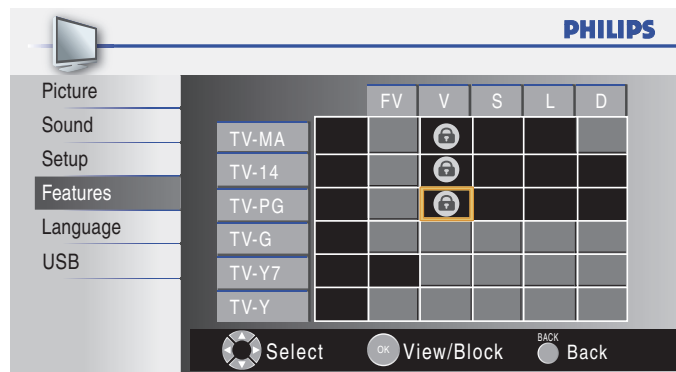 PHILIPS
Picture
Sound
Setup
Features
Language
USB
FV V S L D
TV-MA
TV-14
TV-PG
TV-G
TV-Y7
TV-Y
Select OK View/Block BACK Back